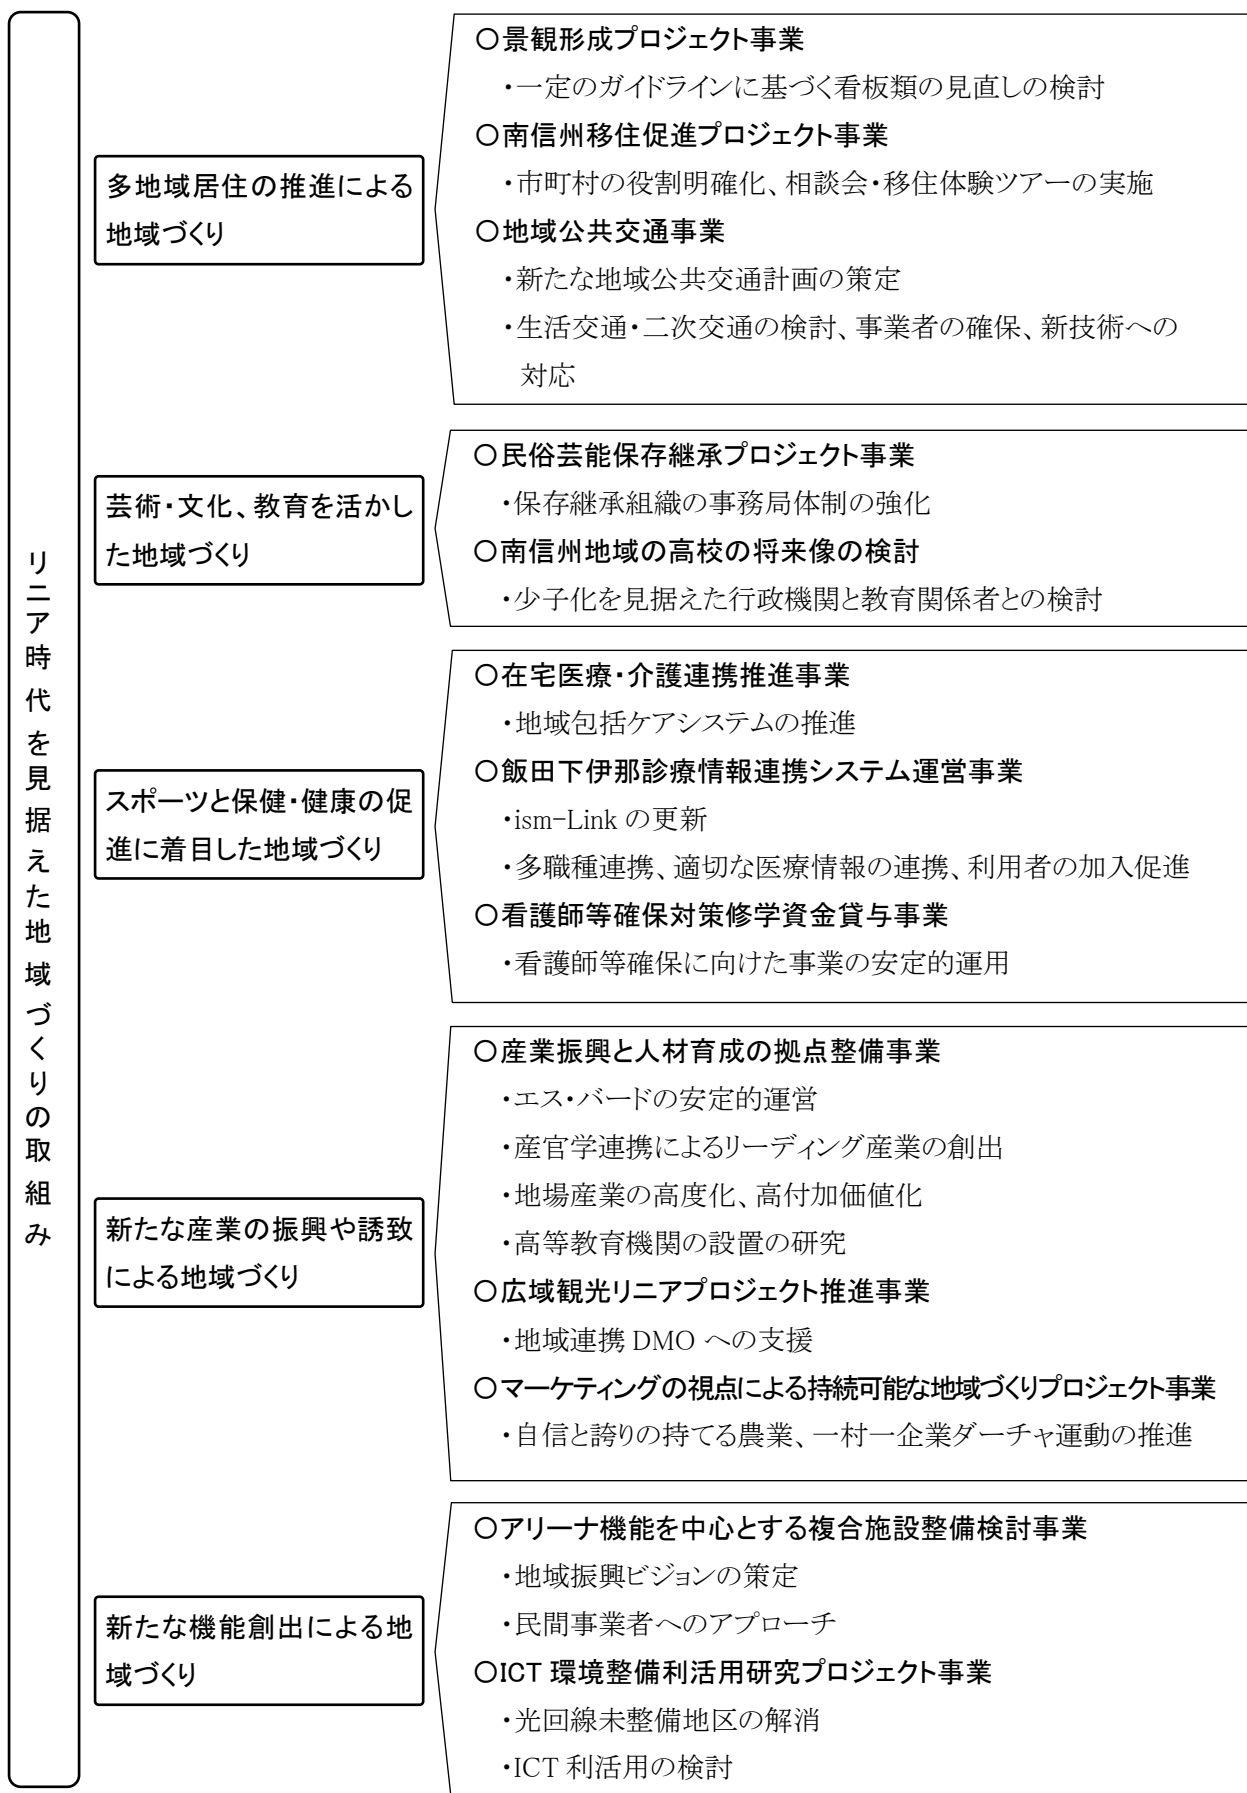 リニア時代を見据えた地域づくりの取組み
多地域居住の推進による
地域づくり
○景観形成プロジェクト事業
・一定のガイドラインに基づく看板類の見直しの検討
○南信州移住促進プロジェクト事業
・市町村の役割明確化、相談会・移住体験ツアーの実施
○地域公共交通事業
・新たな地域公共交通計画の策定
・生活交通・二次交通の検討、事業者の確保、新技術への
対応
芸術・文化、教育を活かし
た地域づくり
○民俗芸能保存継承プロジェクト事業
・保存継承組織の事務局体制の強化
○南信州地域の高校の将来像の検討
・少子化を見据えた行政機関と教育関係者との検討
スポーツと保健・健康の促
進に着目した地域づくり
○在宅医療・介護連携推進事業
・地域包括ケアシステムの推進
○飯田下伊那診療情報連携システム運営事業
・ism-Link の更新
・多職種連携、適切な医療情報の連携、利用者の加入促進
○看護師等確保対策修学資金貸与事業
・看護師等確保に向けた事業の安定的運用
新たな産業の振興や誘致
による地域づくり
○産業振興と人材育成の拠点整備事業
・エス・バードの安定的運営
・産官学連携によるリーディング産業の創出
・地場産業の高度化、高付加価値化
・高等教育機関の設置の研究
○広域観光リニアプロジェクト推進事業
・地域連携 DMO への支援
○マーケティングの視点による持続可能な地域づくりプロジェクト事業
・自信と誇りの持てる農業、一村一企業ダーチャ運動の推進
新たな機能創出による地
域づくり
○アリーナ機能を中心とする複合施設整備検討事業
・地域振興ビジョンの策定
・民間事業者へのアプローチ
○ICT 環境整備利活用研究プロジェクト事業
・光回線未整備地区の解消
・ICT 利活用の検討